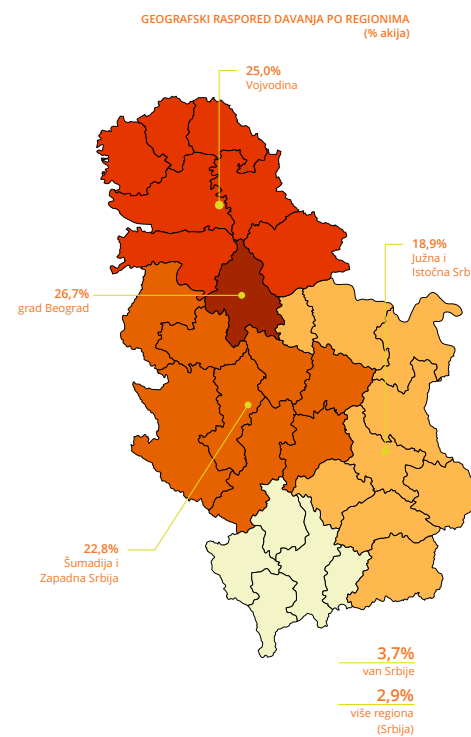 GEOGRAFSKI RASPORED DAVANJA PO REGIONIMA
(% akija)
25,0%
Vojvodina
18,9%
Južna i
Istočna Srb
26,7%
grad Beograd
22,8%
Šumadija i
Zapadna Srbija
3,7%
van Srbije
2,9%
više regiona
(Srbija)